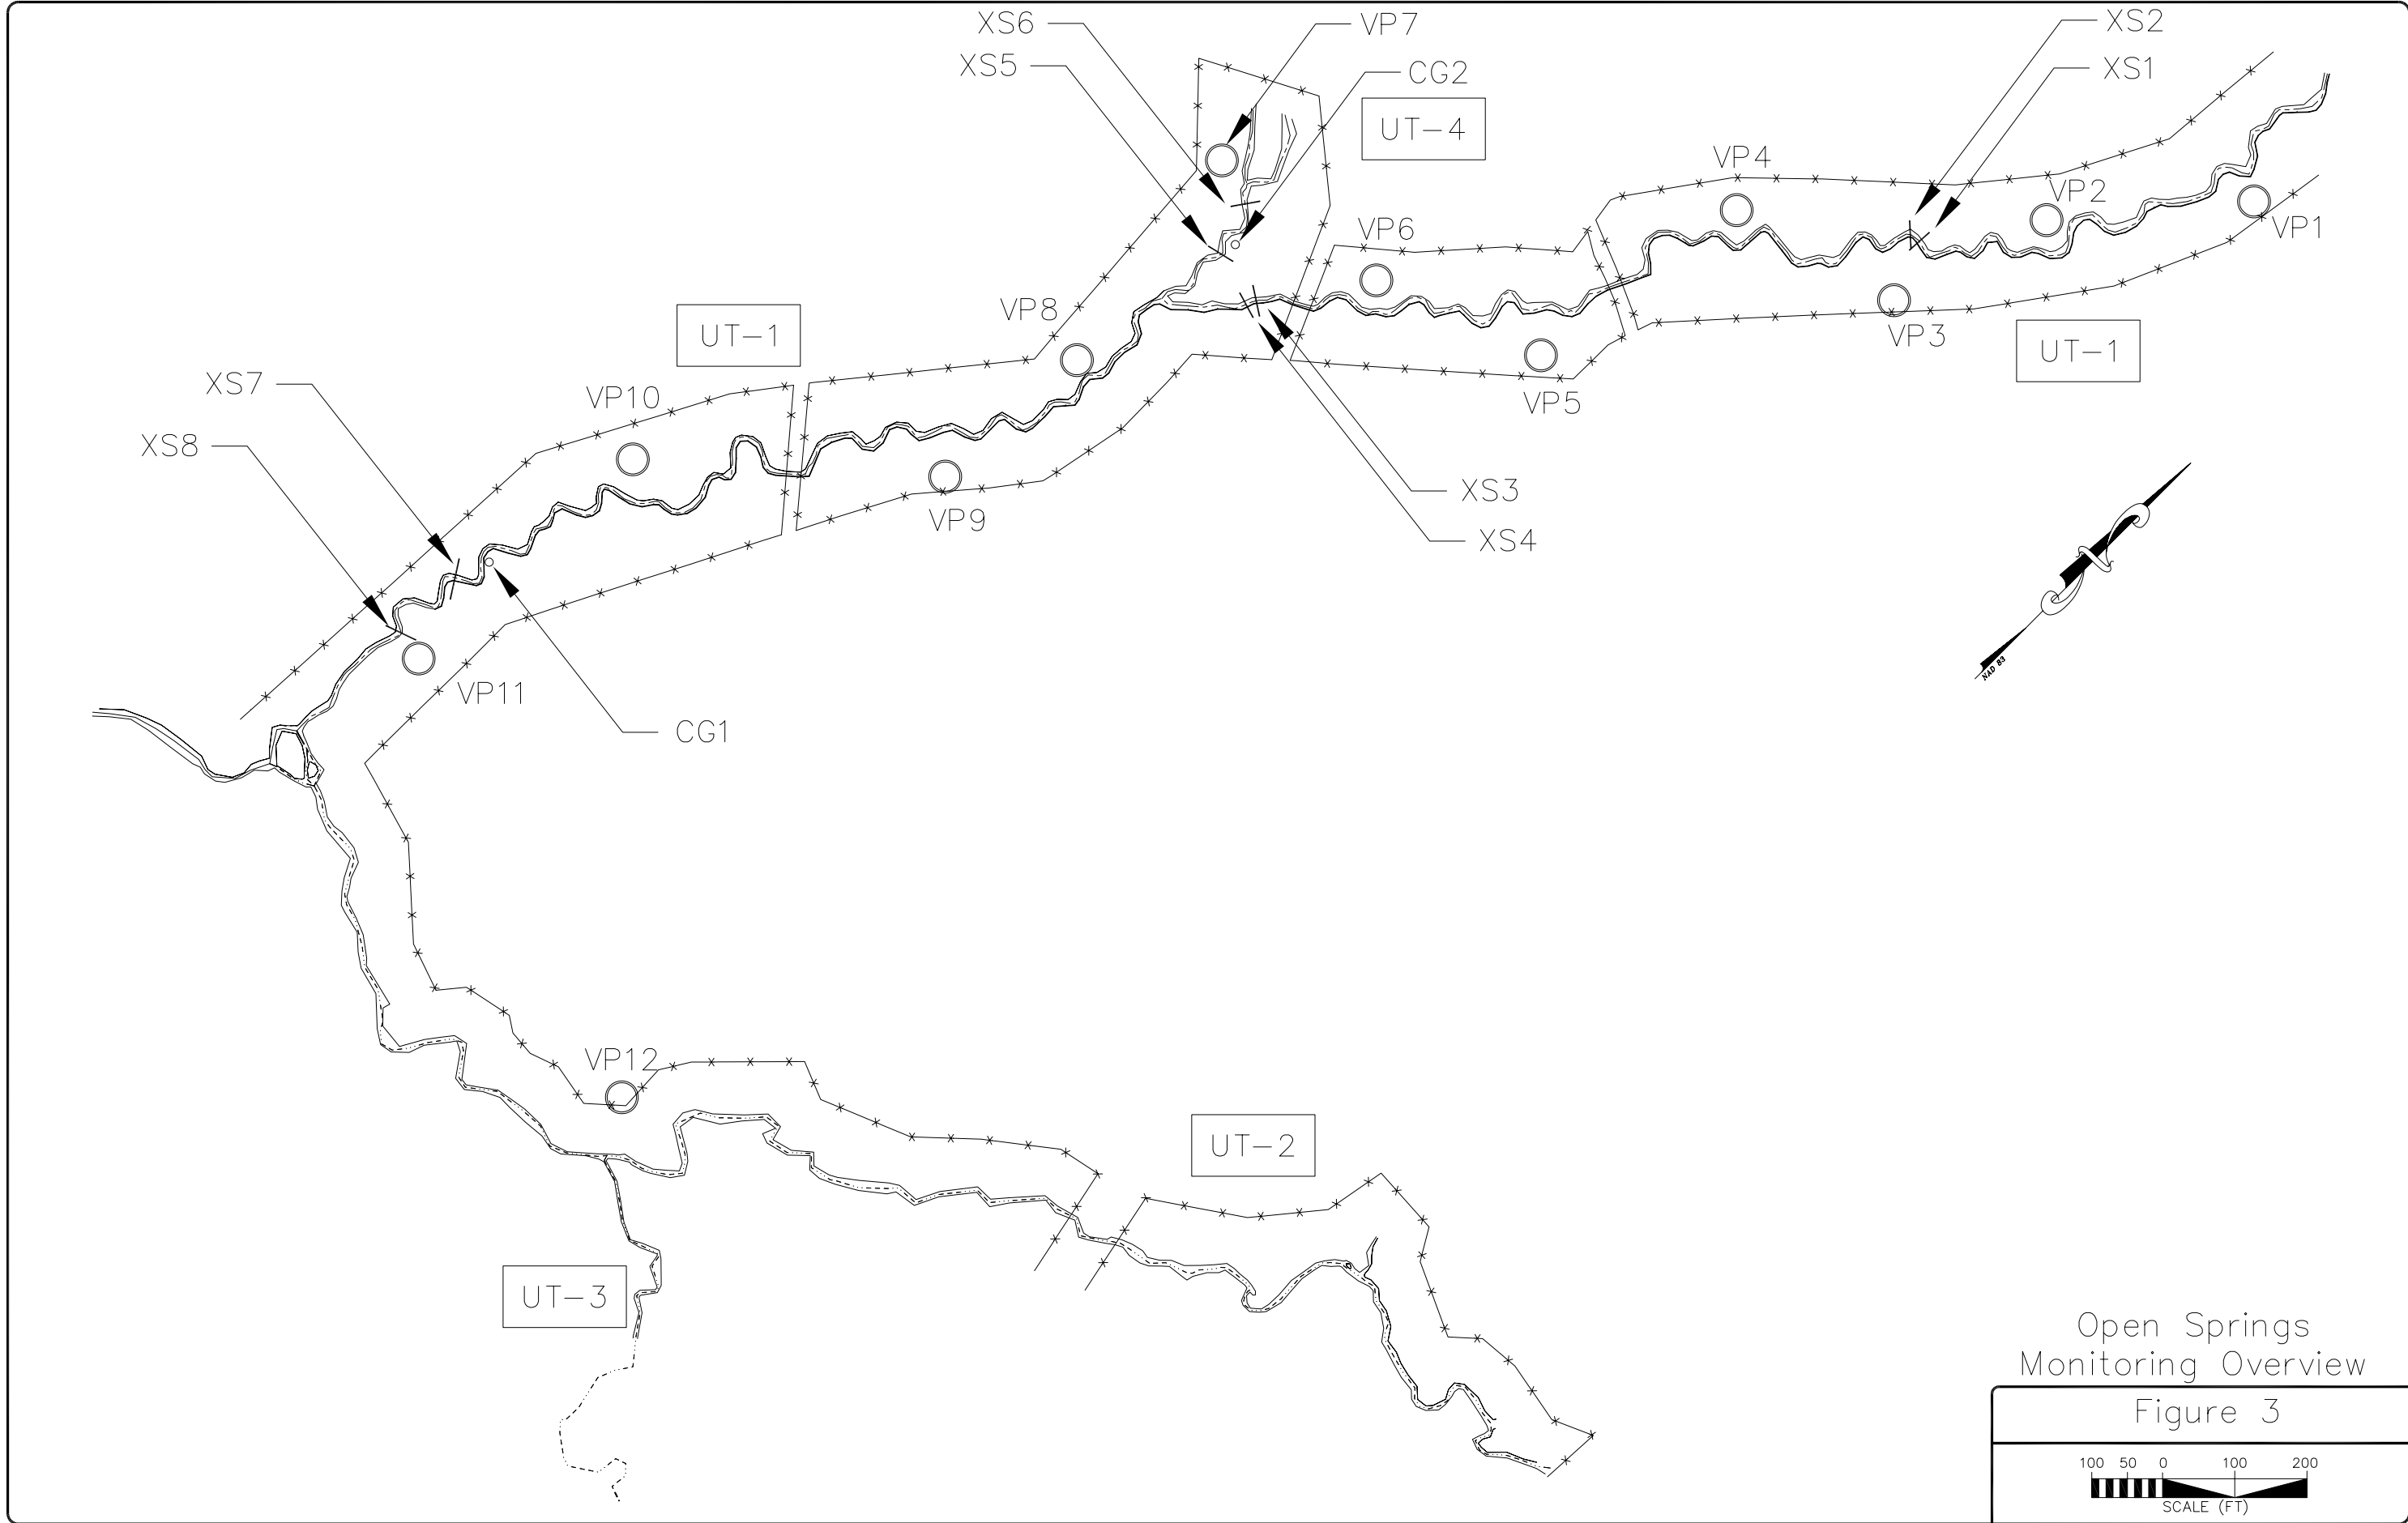 XS6
VP7
XS2
XS5
CG2
XS1
UT-4
VP4
VP2
VP1
VP6
VP8
UT-1
VP3
UT-1
XS7
VP10
VP5
XS8
XS3
VP9
XS4
NAD 83
VP11
CG1
VP12
UT-2
UT-3
Open Springs
Monitoring Overview
Figure 3
100 50 0 100 200
SCALE (FT)